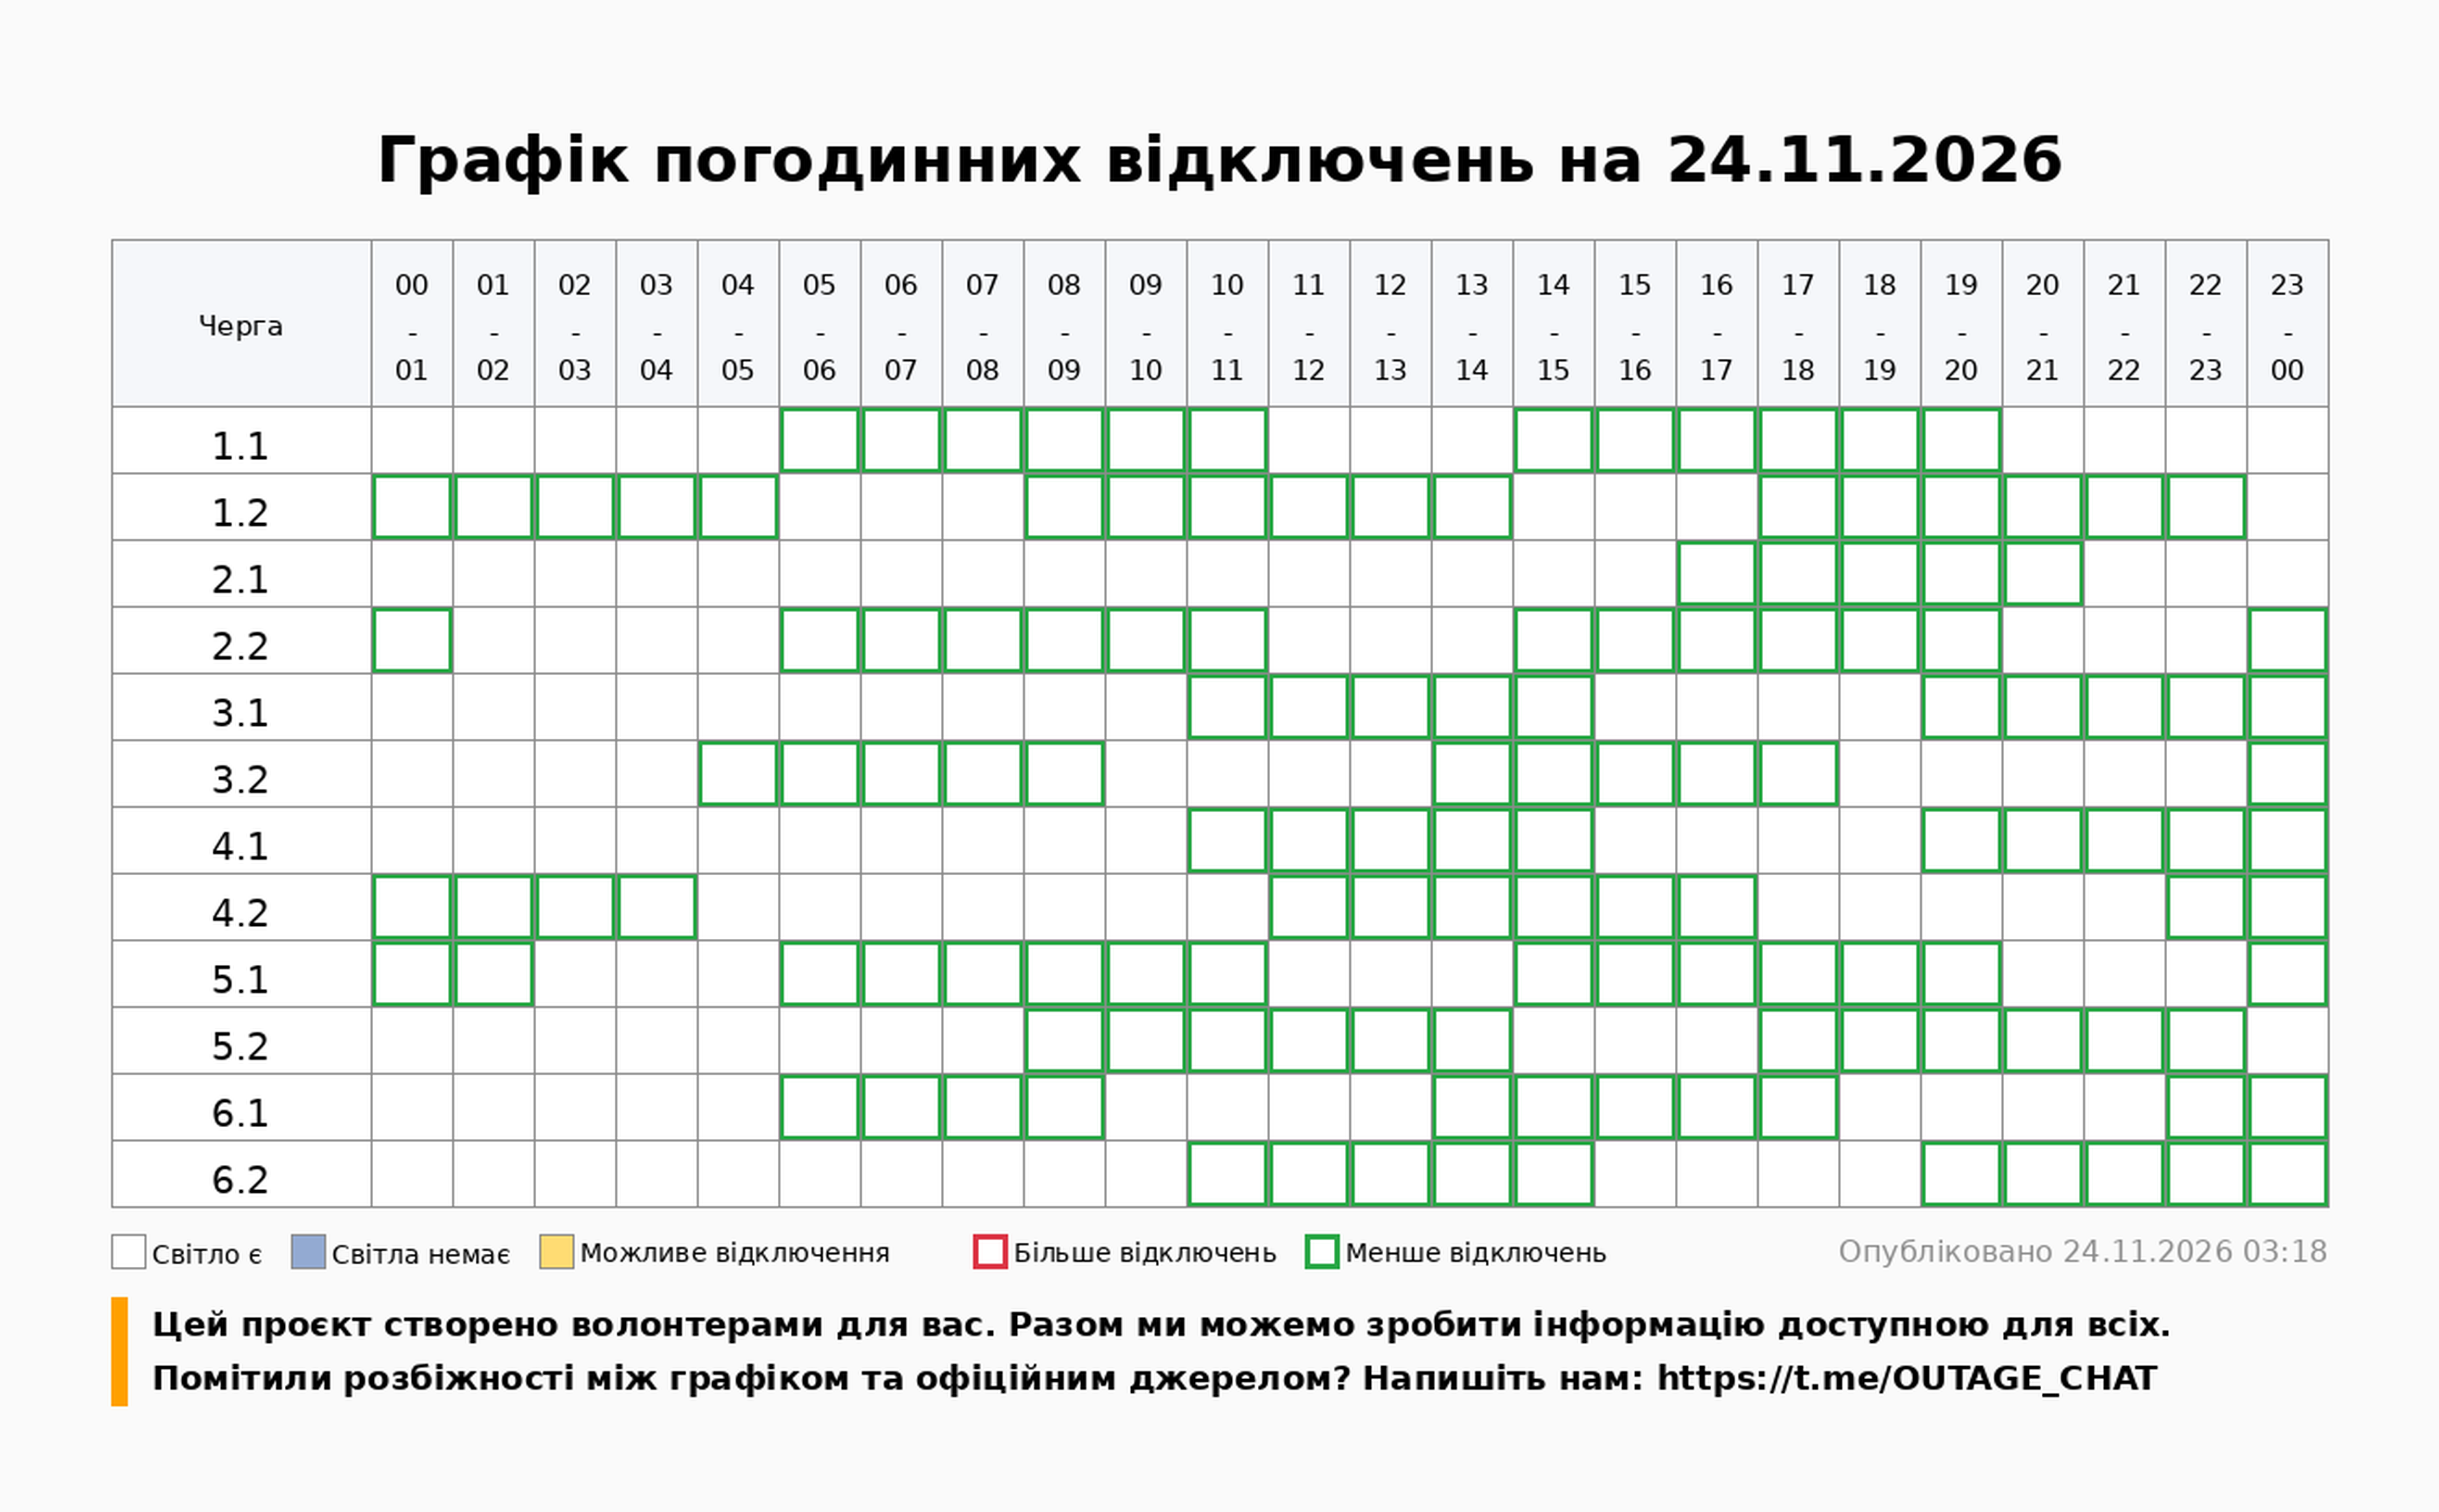 Графік погодинних відключень на 24.11.2026
Черга 00 - 01 01 - 02 02 - 03 03 - 04 04 - 05 05 - 06 06 - 07 07 - 08 08 - 09 09 - 10 10 - 11 11 - 12 12 - 13 13 - 14 14 - 15 15 - 16 16 - 17 17 - 18 18 - 19 19 - 20 20 - 21 21 - 22 22 - 23 23 - 00
1.1
1.2
2.1
2.2
3.1
3.2
4.1
4.2
5.1
5.2
6.1
6.2
Світло є Світла немає Можливе відключення Більше відключень Менше відключень Опубліковано 24.11.2026 03:18
Цей проєкт створено волонтерами для вас. Разом ми можемо зробити інформацію доступною для всіх.
Помітили розбіжності між графіком та офіційним джерелом? Напишіть нам: https://t.me/OUTAGE_CHAT